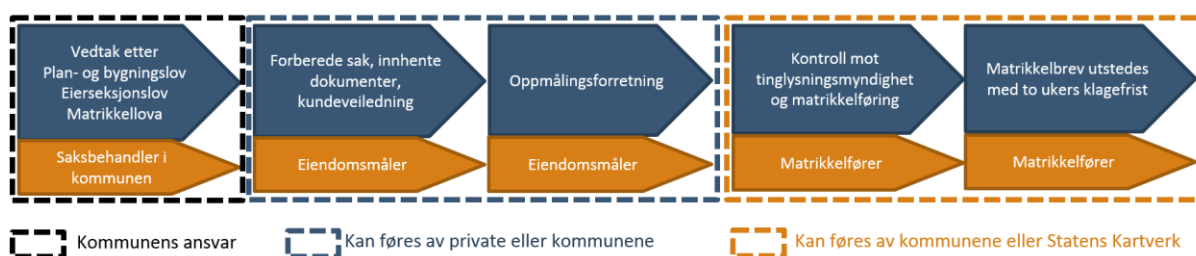 Vedtak etter
Plan- og bygningslov
Eierseksjonslov
Matrikkellova
Saksbehandler i
kommunen
Forberede sak, innhente
dokumenter,
kundeveiledning
Eiendomsmåler
Oppmålingsforretning
Eiendomsmåler
Kontroll mot
tinglysningsmyndighet
og matrikkelføring
Matrikkelfører
Matrikkelbrev utstedes
med to ukers klagefrist
Matrikkelfører
Kommunens ansvar
Kan føres av private eller kommunene
Kan føres av kommunene eller Statens Kartverk